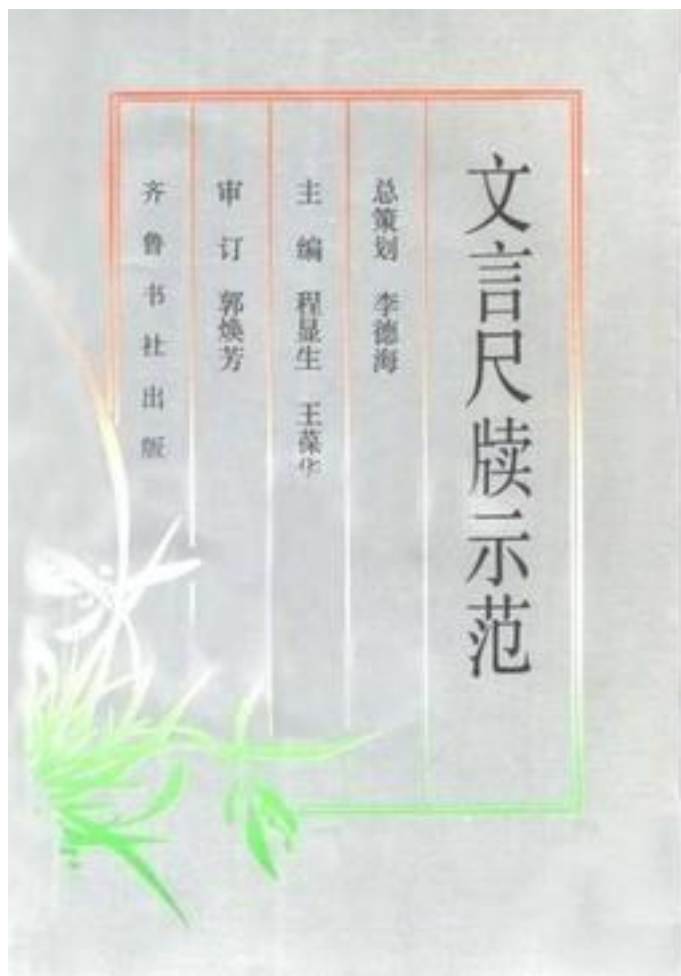 文言尺牍示范
总策划 李德海
主编 程显生 王葆华
审订 郭焕芳
齐鲁书社出版